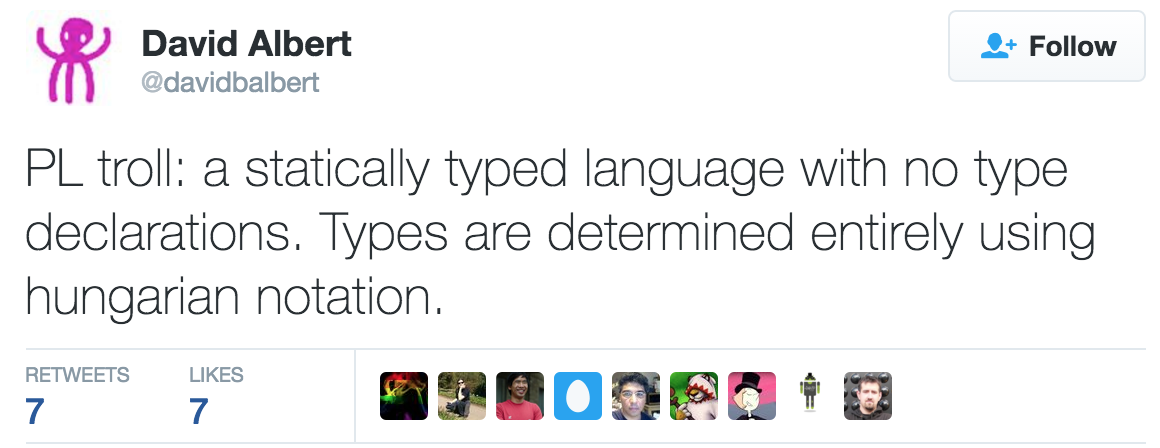 David Albert
@davidbalbert
Follow
PL troll: a statically typed language with no type
declarations. Types are determined entirely using
hungarian notation.
RETWEETS LIKES
7 7